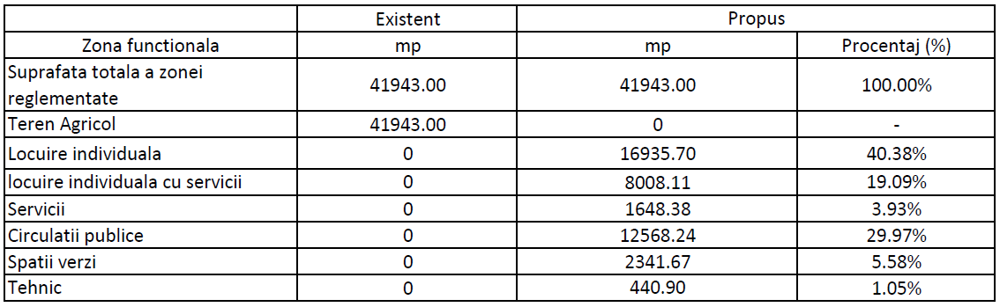 Existent Propus
Zona functionala mp mp Procentaj (%)
Suprafata totala a zonei
reglementate 41943.00 41943.00 100.00%
Teren Agricol 41943.00 0 -
Locuire individuala 0 16935.70 40.38%
locuire individuala cu servicii 0 8008.11 19.09%
Servicii 0 1648.38 3.93%
Circulatii publice 0 12568.24 29.97%
Spatii verzi 0 2341.67 5.58%
Tehnic 0 440.90 1.05%